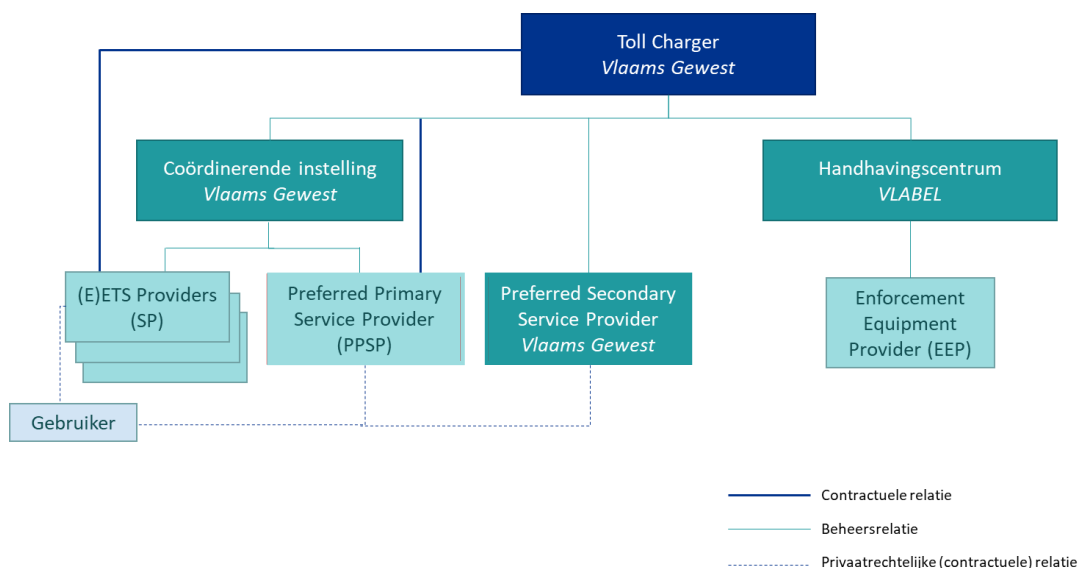 Toll Charger
Vlaams Gewest
Coördinerende instelling
Vlaams Gewest
Handhavingscentrum
VLABEL
(E)ETS Providers
(SP)
Preferred Primary
Service Provider
(PPSP)
Preferred Secondary
Service Provider
Vlaams Gewest
Enforcement
Equipment
Provider (EEP)
Gebruiker
Contractuele relatie
Beheersrelatie
Privaatrechtelijke (contractuele) relatie